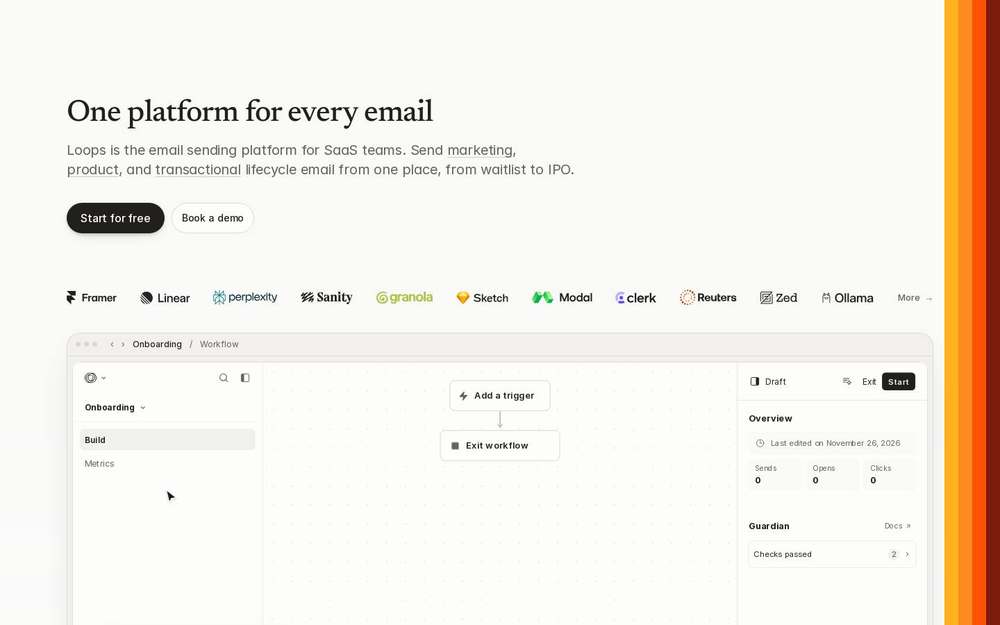 One platform for every email
Loops is the email sending platform for SaaS teams. Send marketing,
product, and transactional lifecycle email from one place, from waitlist to IPO.
Start for free
Book a demo
Framer
Linear
perplexity
Sanity
granola
Sketch
Modal
clerk
Reuters
Zed
Ollama
More →
‹ › Onboarding / Workflow
Onboarding
Build
Metrics
Add a trigger
Exit workflow
Draft
Exit
Start
Overview
Last edited on November 26, 2026
Sends
Opens
Clicks
0
0
0
Guardian
Docs
Checks passed
2